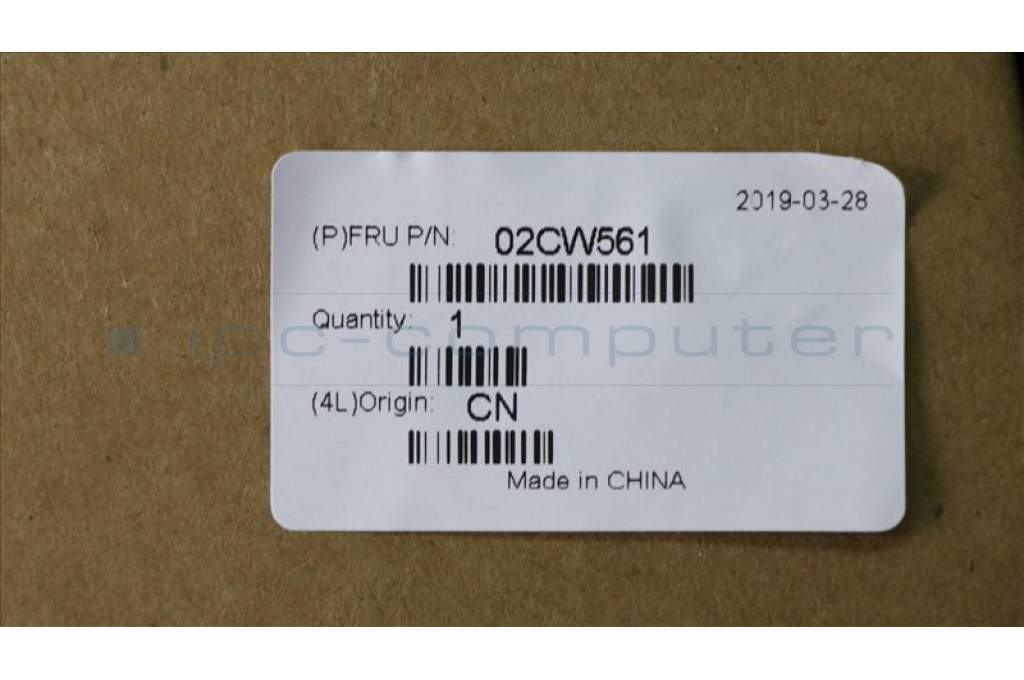 2019-03-28
(P)FRU P/N: 02CW561
Quantity: 1
ipc-computer
(4L)Origin: CN
Made in CHINA